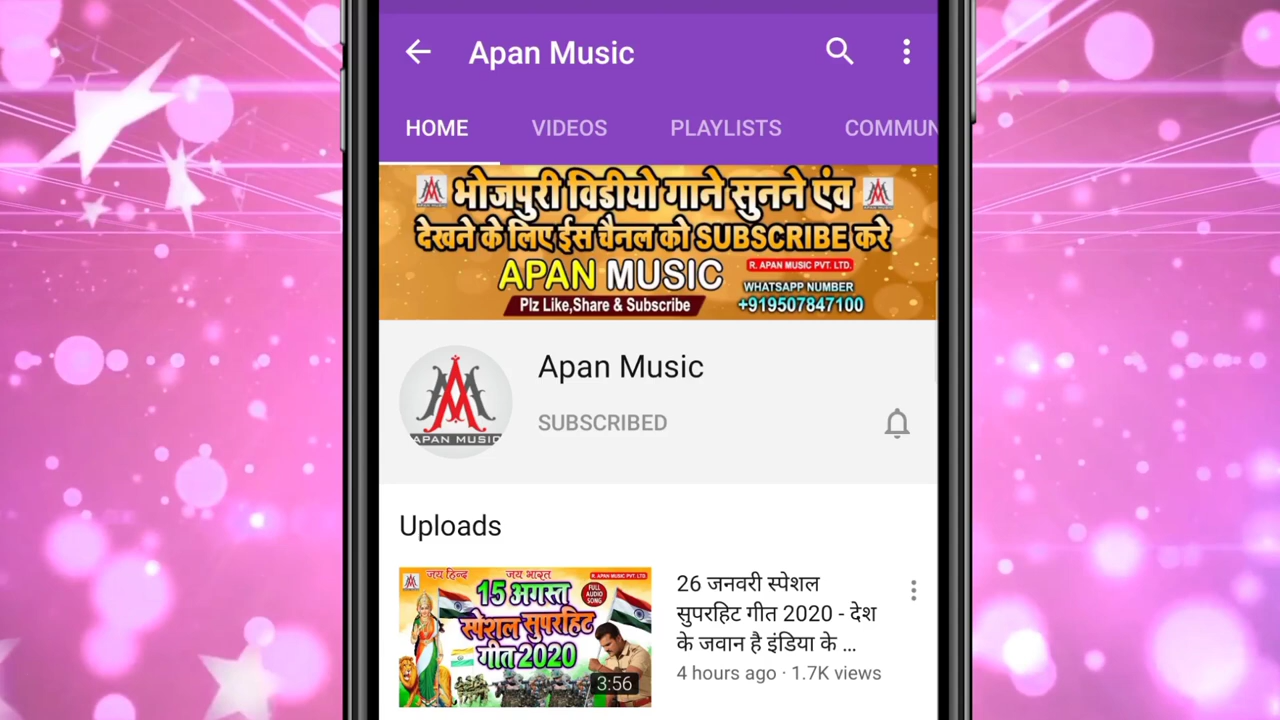 Apan Music
HOME VIDEOS PLAYLISTS COMMUN
भोजपुरी विडीयो गाने सुनने एंव
देखने के लिए ईस चैनल को SUBSCRIBE करे
APAN MUSIC
R. APAN MUSIC PVT. LTD.
Plz Like,Share & Subscribe
WHATSAPP NUMBER
+919507847100
Apan Music
SUBSCRIBED
APAN MUSIC
Uploads
जय हिन्द जय भारत
R. APAN MUSIC PVT. LTD
15 अगस्त
FULL
AUDIO
SONG
स्पेशल सुपरहिट
गीत 2020
3:56
26 जनवरी स्पेशल
सुपरहिट गीत 2020 - देश
के जवान है इंडिया के ...
4 hours ago · 1.7K views